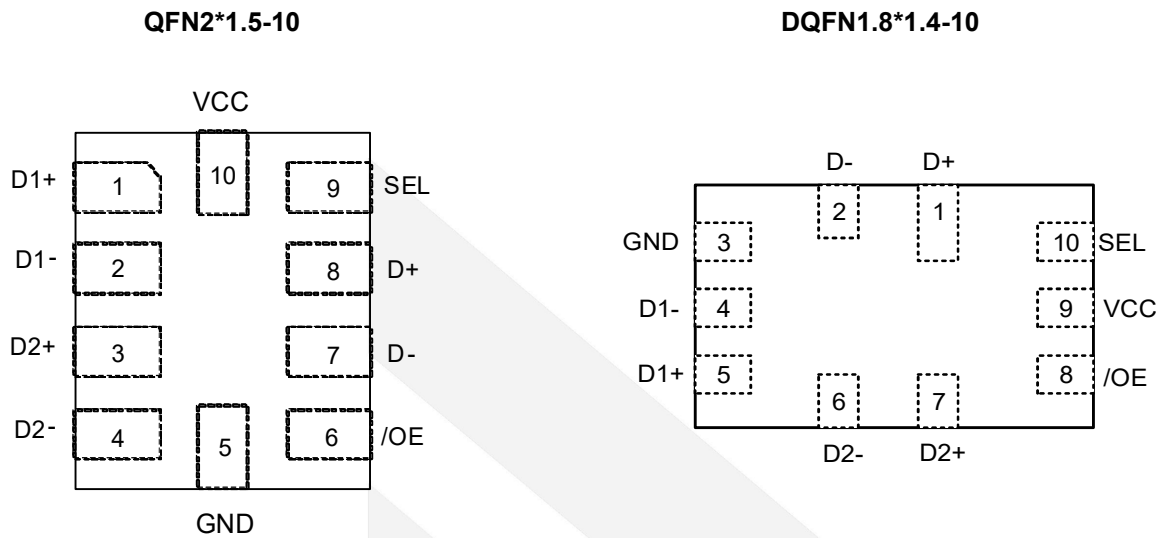 QFN2*1.5-10
VCC
D1+ 1 10 9 SEL
D1- 2 8 D+
D2+ 3 7 D-
D2- 4 5 6 /OE
GND
DQFN1.8*1.4-10
D- D+
2 1
GND 3 10 SEL
D1- 4 9 VCC
D1+ 5 8 /OE
6 7
D2- D2+